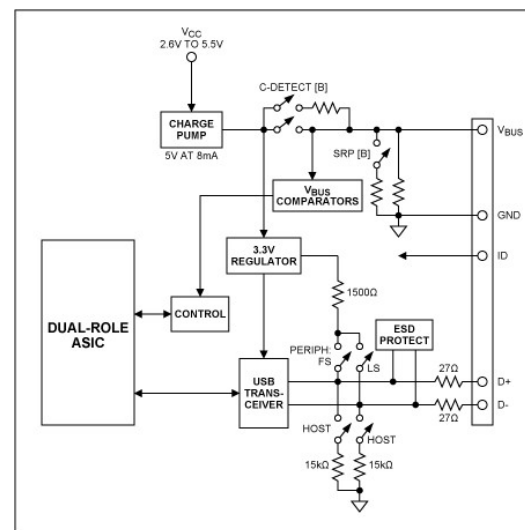 VCC
2.6V TO 5.5V
C-DETECT [B]
CHARGE
PUMP
5V AT 8mA
VBUS
SRP [B]
VBUS
COMPARATORS
GND
3.3V
REGULATOR
ID
1500Ω
DUAL-ROLE
ASIC
CONTROL
ESD
PROTECT
PERIPH:
FS
LS
USB
TRANS-
CEIVER
27Ω
D+
D-
27Ω
HOST
HOST
15kΩ
15kΩ